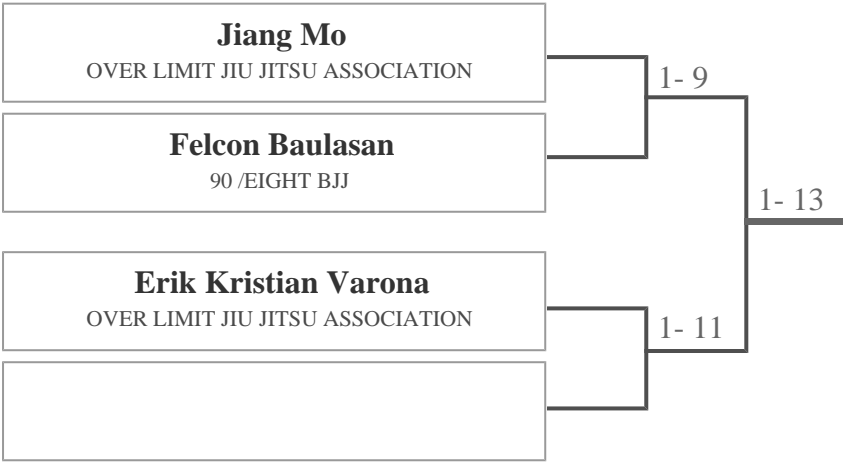 Jiang Mo
OVER LIMIT JIU JITSU ASSOCIATION
1- 9
Felcon Baulasan
90 /EIGHT BJJ
1- 13
Erik Kristian Varona
OVER LIMIT JIU JITSU ASSOCIATION
1- 11